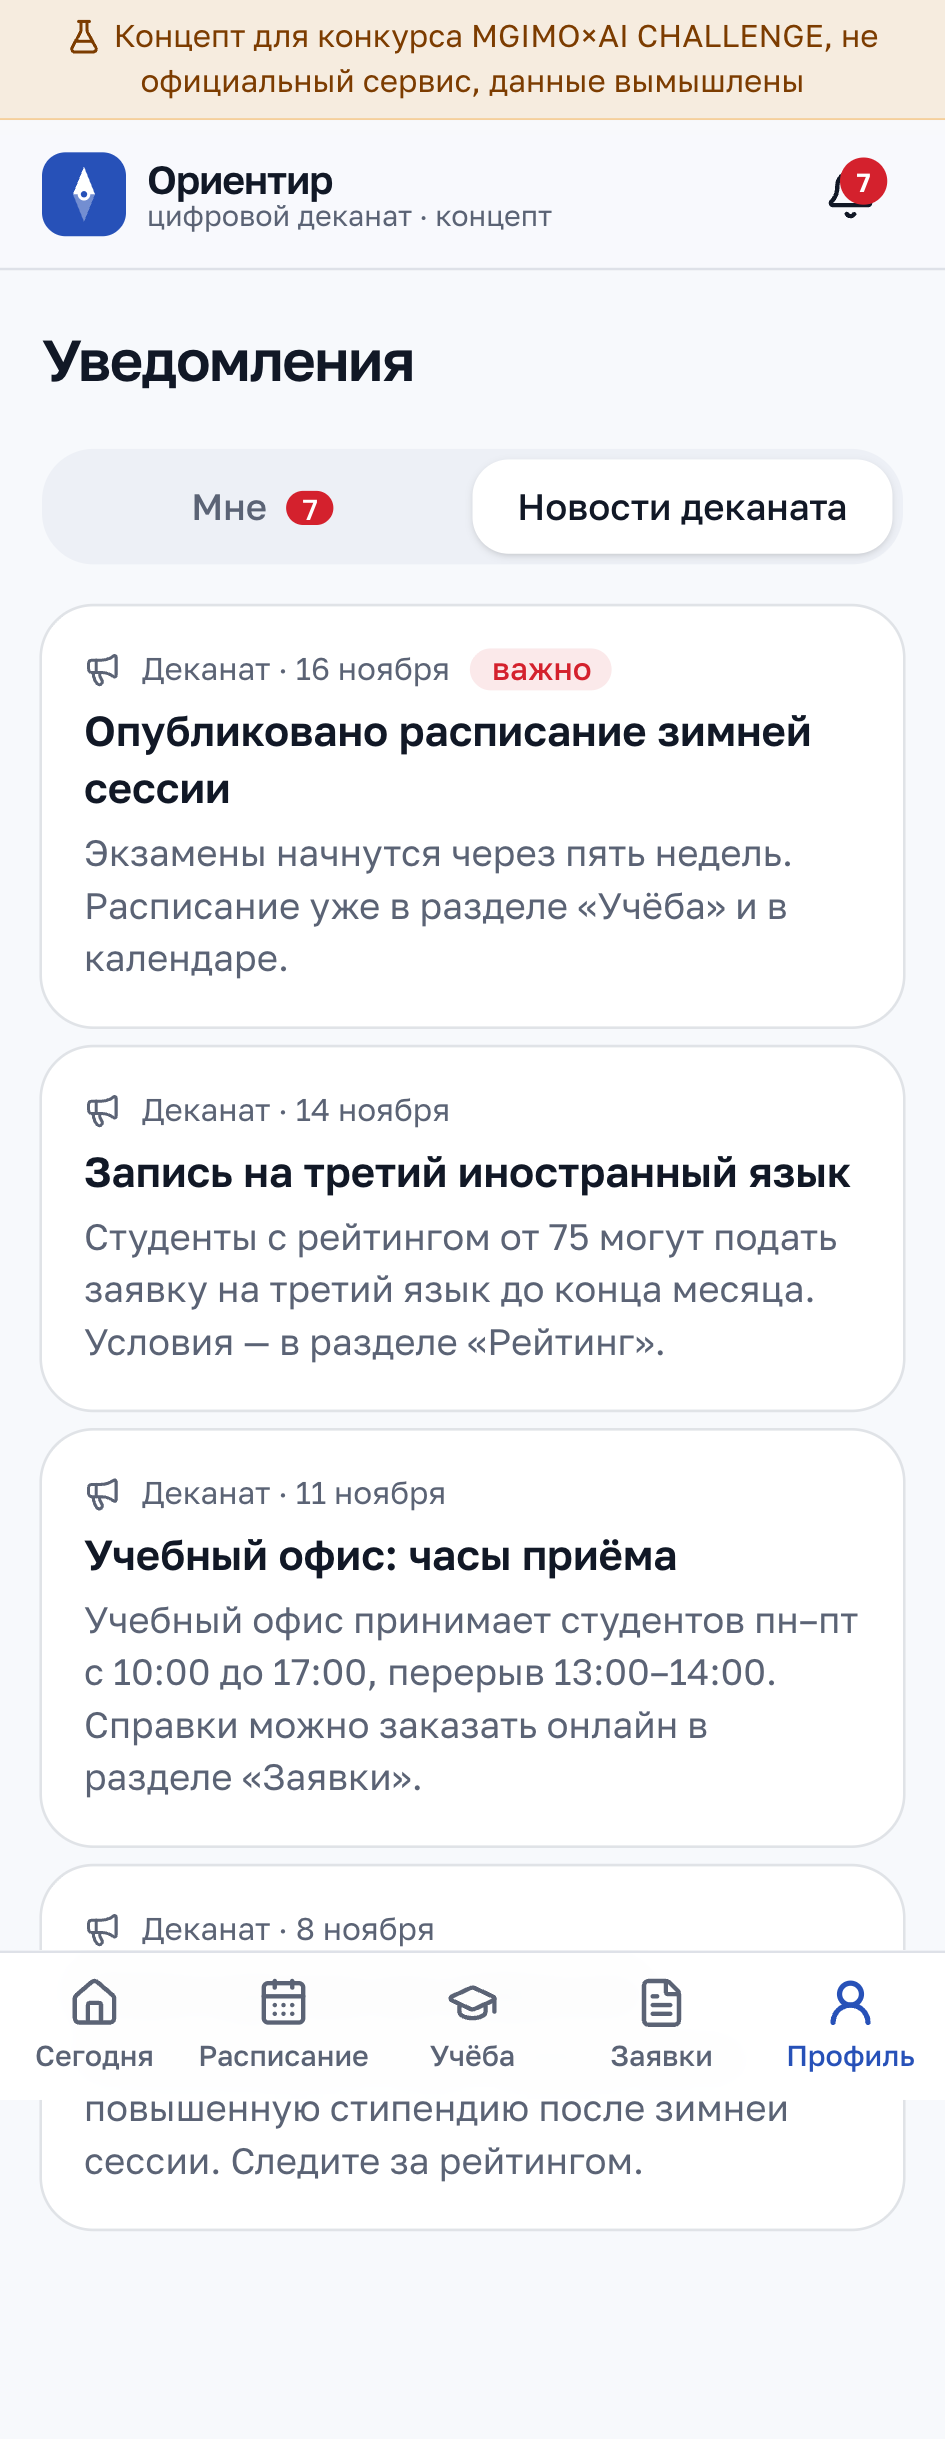 Концепт для конкурса MGIMO×AI CHALLENGE, не
официальный сервис, данные вымышлены
Ориентир
цифровой деканат · концепт
7
Уведомления
Мне 7
Новости деканата
Деканат · 16 ноября важно
Опубликовано расписание зимней
сессии
Экзамены начнутся через пять недель.
Расписание уже в разделе «Учёба» и в
календаре.
Деканат · 14 ноября
Запись на третий иностранный язык
Студенты с рейтингом от 75 могут подать
заявку на третий язык до конца месяца.
Условия — в разделе «Рейтинг».
Деканат · 11 ноября
Учебный офис: часы приёма
Учебный офис принимает студентов пн–пт
с 10:00 до 17:00, перерыв 13:00–14:00.
Справки можно заказать онлайн в
разделе «Заявки».
Деканат · 8 ноября
Сегодня
Расписание
Учёба
Заявки
Профиль
повышенную стипендию после зимней
сессии. Следите за рейтингом.